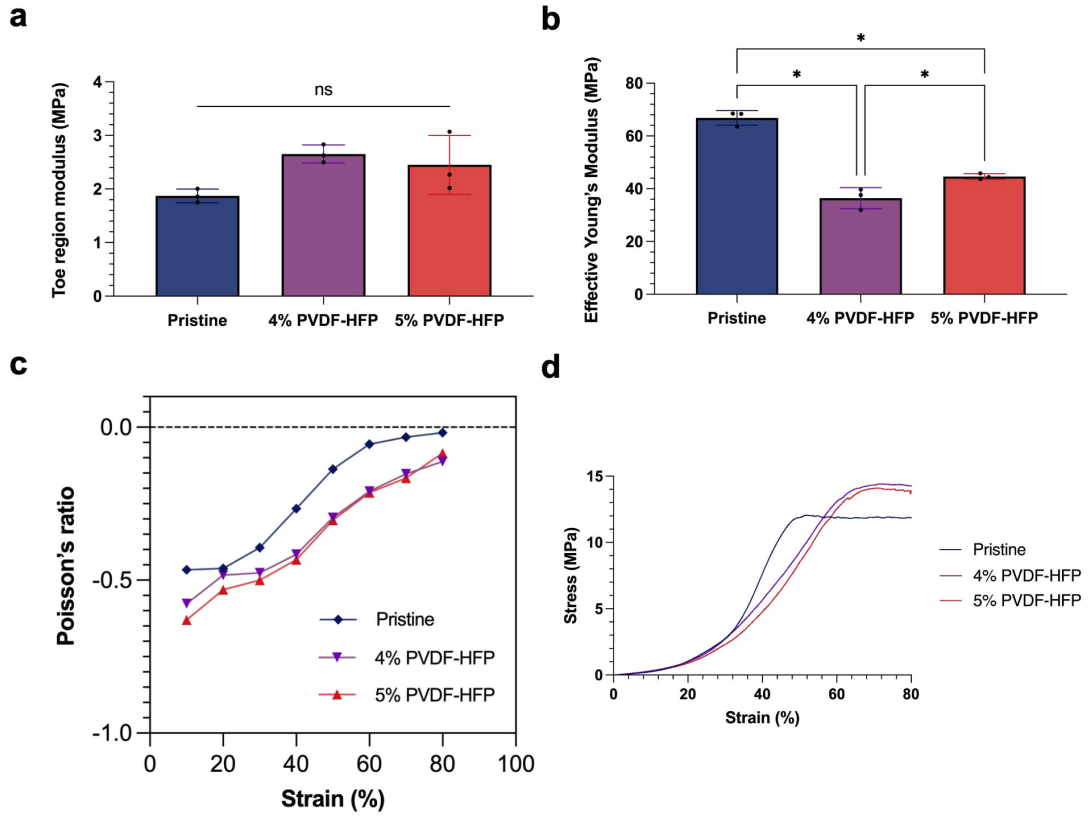 a
Toe region modulus (MPa)
4
3
2
1
0
ns
Pristine
4% PVDF-HFP
5% PVDF-HFP
b
Effective Young's Modulus (MPa)
80
60
40
20
0
*
*
*
Pristine
4% PVDF-HFP
5% PVDF-HFP
c
Poisson's ratio
0.0
-0.5
-1.0
0
20
40
60
80
100
Strain (%)
Pristine
4% PVDF-HFP
5% PVDF-HFP
d
Stress (MPa)
15
10
5
0
0
20
40
60
80
Strain (%)
Pristine
4% PVDF-HFP
5% PVDF-HFP